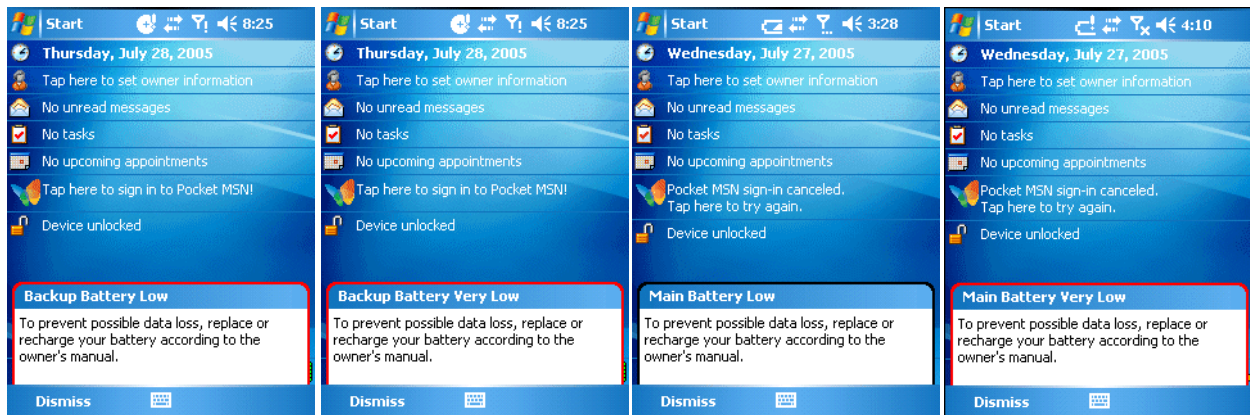 Start 8:25
Thursday, July 28, 2005
Tap here to set owner information
No unread messages
No tasks
No upcoming appointments
Tap here to sign in to Pocket MSN!
Device unlocked
Backup Battery Low
To prevent possible data loss, replace or
recharge your battery according to the
owner's manual.
Dismiss
Start 8:25
Thursday, July 28, 2005
Tap here to set owner information
No unread messages
No tasks
No upcoming appointments
Tap here to sign in to Pocket MSN!
Device unlocked
Backup Battery Very Low
To prevent possible data loss, replace or
recharge your battery according to the
owner's manual.
Dismiss
Start 3:28
Wednesday, July 27, 2005
Tap here to set owner information
No unread messages
No tasks
No upcoming appointments
Pocket MSN sign-in canceled.
Tap here to try again.
Device unlocked
Main Battery Low
To prevent possible data loss, replace or
recharge your battery according to the
owner's manual.
Dismiss
Start 4:10
Wednesday, July 27, 2005
Tap here to set owner information
No unread messages
No tasks
No upcoming appointments
Pocket MSN sign-in canceled.
Tap here to try again.
Device unlocked
Main Battery Very Low
To prevent possible data loss, replace or
recharge your battery according to the
owner's manual.
Dismiss